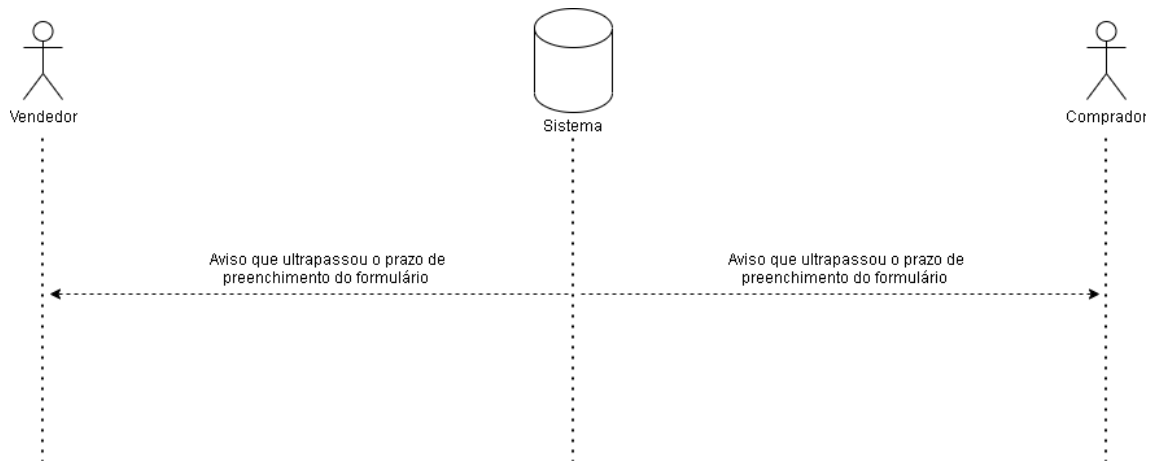 Vendedor
Sistema
Comprador
Aviso que ultrapassou o prazo de
preenchimento do formulário
Aviso que ultrapassou o prazo de
preenchimento do formulário